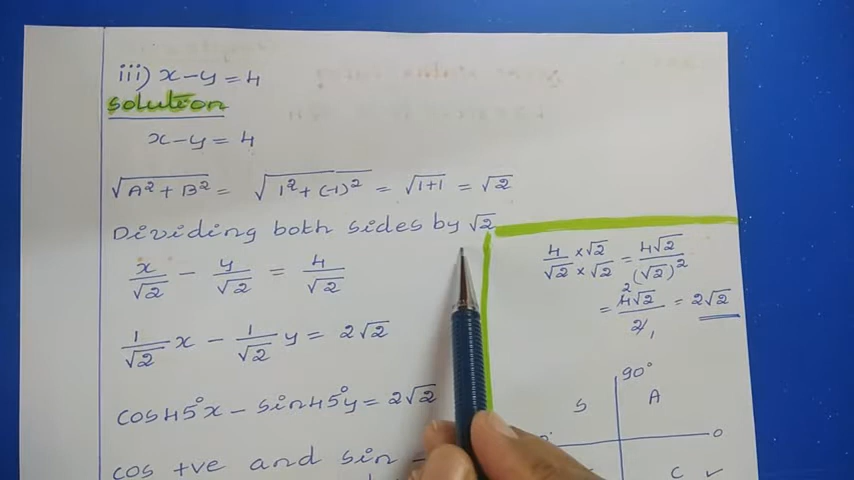 iii) x-y=4
solution
x-y=4
√A²+B² = √1²+(-1)² = √1+1 = √2
Dividing both sides by √2
x/√2 - y/√2 = 4/√2
1/√2 x - 1/√2 y = 2√2
cos45°x - sin45°y = 2√2
cos +ve and sin -
4/√2 × √2/√2 = 4√2/(√2)²
= 4√2/2 = 2√2
2
1
90°
S A
0
C ✓